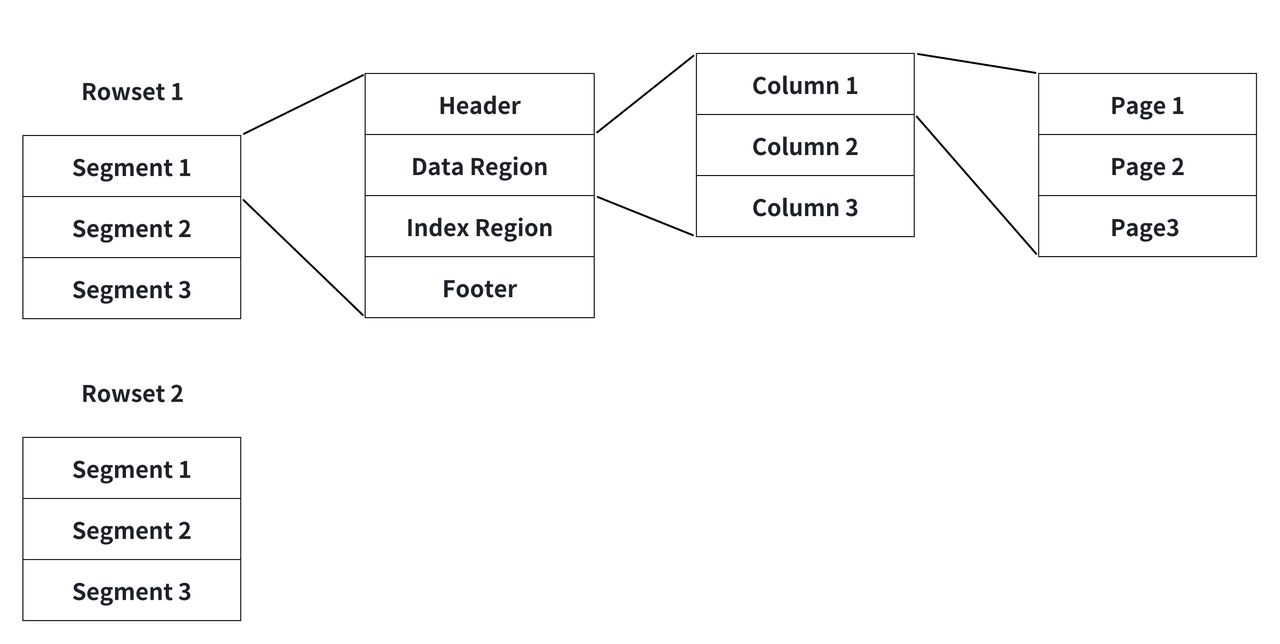 Rowset 1
Segment 1
Segment 2
Segment 3
Header
Data Region
Index Region
Footer
Column 1
Column 2
Column 3
Page 1
Page 2
Page3
Rowset 2
Segment 1
Segment 2
Segment 3